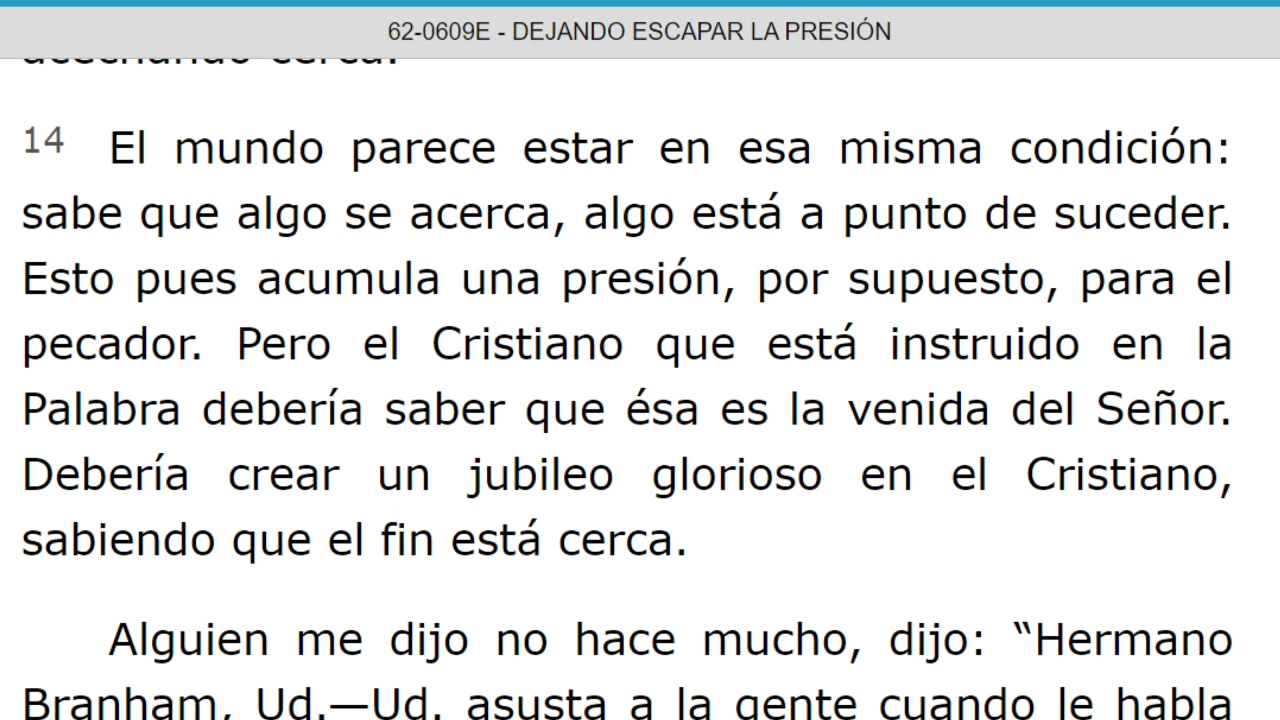 62-0609E - DEJANDO ESCAPAR LA PRESIÓN
acechando cerca.
14 El mundo parece estar en esa misma condición:
sabe que algo se acerca, algo está a punto de suceder.
Esto pues acumula una presión, por supuesto, para el
pecador. Pero el Cristiano que está instruido en la
Palabra debería saber que ésa es la venida del Señor.
Debería crear un jubileo glorioso en el Cristiano,
sabiendo que el fin está cerca.
Alguien me dijo no hace mucho, dijo: “Hermano
Branham, Ud.—Ud. asusta a la gente cuando le habla